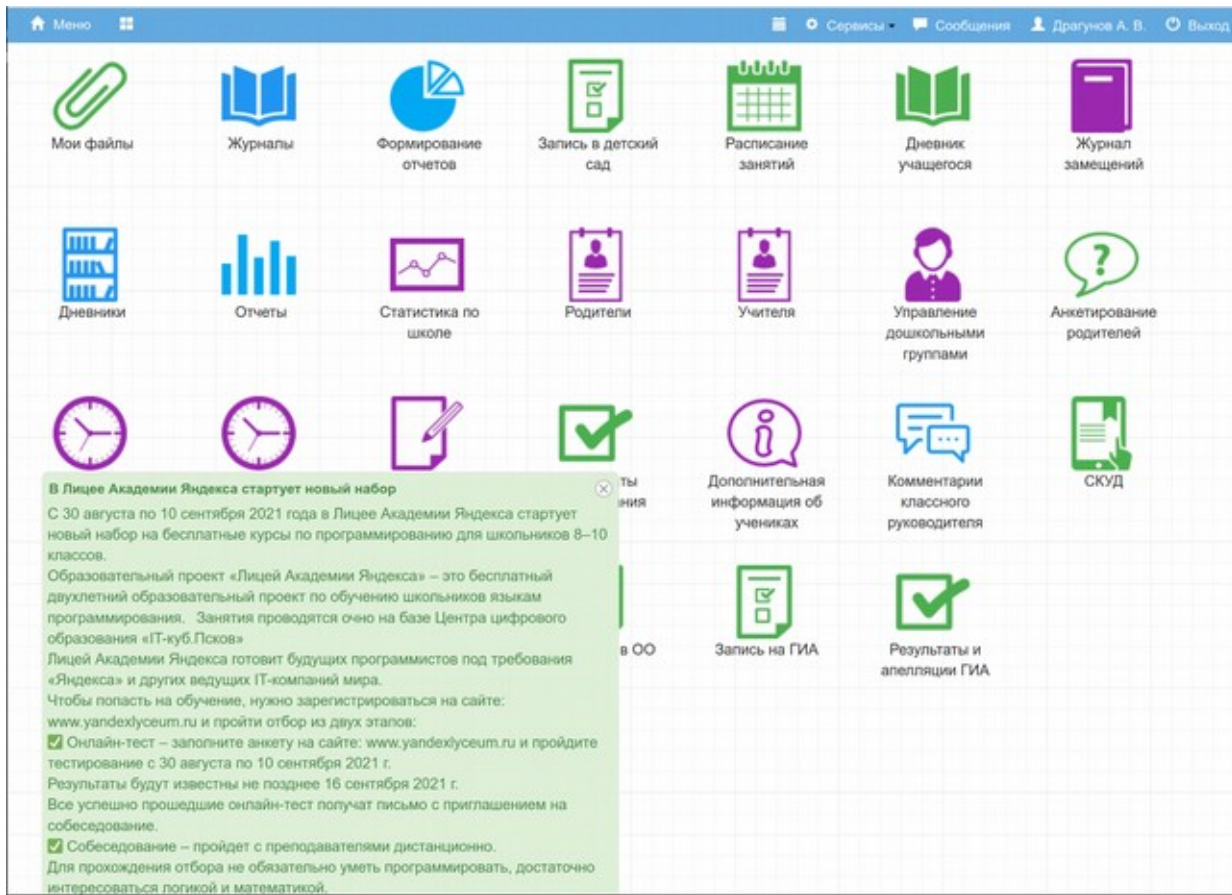 Меню
Сервисы
Сообщения
Драгунов А. В.
Выход
Мои файлы
Журналы
Формирование
отчетов
Запись в детский
сад
Расписание
занятий
Дневник
учащегося
Журнал
замещений
Дневники
Отчеты
Статистика по
школе
Родители
Учителя
Управление
дошкольными
группами
Анкетирование
родителей
ты
ния
Дополнительная
информация об
учениках
Комментарии
классного
руководителя
СКУД
в ОО
Запись на ГИА
Результаты и
апелляции ГИА
В Лицее Академии Яндекса стартует новый набор
С 30 августа по 10 сентября 2021 года в Лицее Академии Яндекса стартует
новый набор на бесплатные курсы по программированию для школьников 8–10
классов.
Образовательный проект «Лицей Академии Яндекса» – это бесплатный
двухлетний образовательный проект по обучению школьников языкам
программирования. Занятия проводятся очно на базе Центра цифрового
образования «IT-куб.Псков»
Лицей Академии Яндекса готовит будущих программистов под требования
«Яндекса» и других ведущих IT-компаний мира.
Чтобы попасть на обучение, нужно зарегистрироваться на сайте:
www.yandexlyceum.ru и пройти отбор из двух этапов:
✅ Онлайн-тест – заполните анкету на сайте: www.yandexlyceum.ru и пройдите
тестирование с 30 августа по 10 сентября 2021 г.
Результаты будут известны не позднее 16 сентября 2021 г.
Все успешно прошедшие онлайн-тест получат письмо с приглашением на
собеседование.
✅ Собеседование – пройдет с преподавателями дистанционно.
Для прохождения отбора не обязательно уметь программировать, достаточно
интересоваться логикой и математикой.